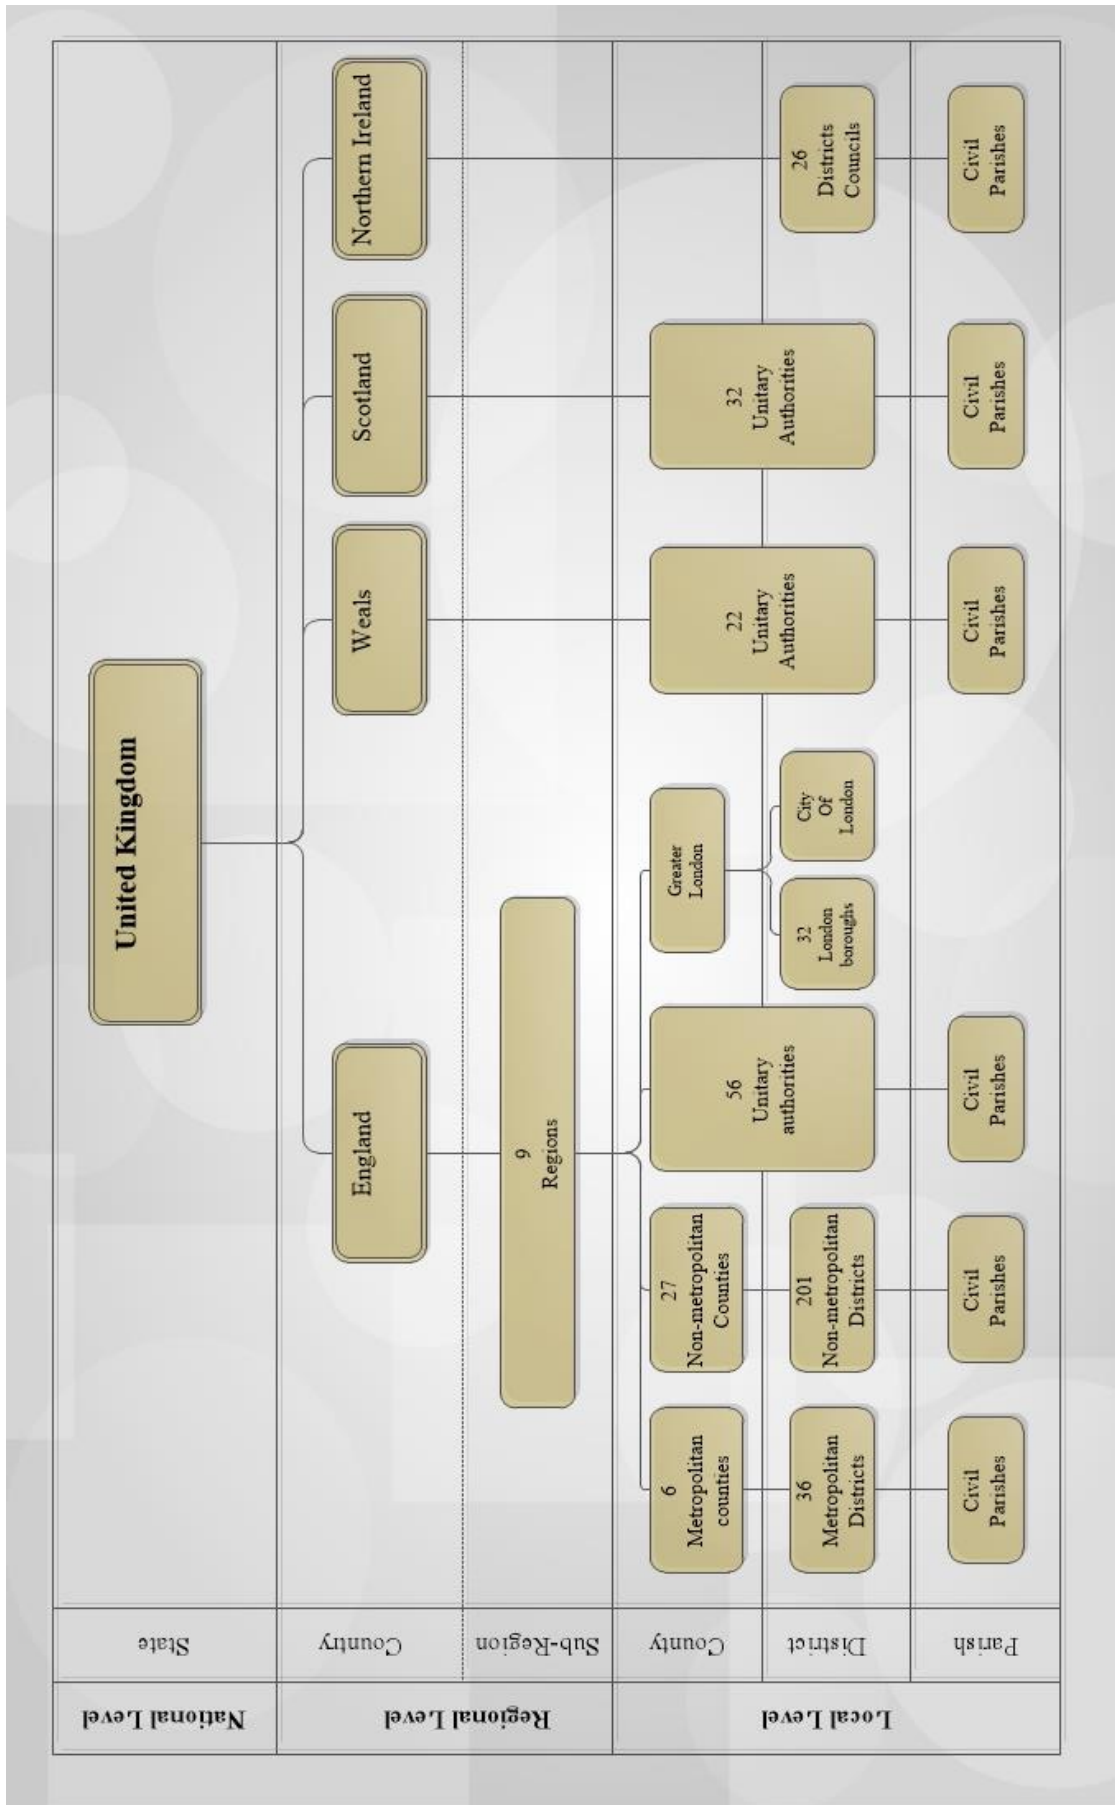 National Level
State
United Kingdom
Regional Level
Country
England
Weals
Scotland
Northern Ireland
Sub-Region
9
Regions
Local Level
County
6
Metropolitan
counties
27
Non-metropolitan
Counties
56
Unitary
authorities
Greater
London
22
Unitary
Authorities
32
Unitary
Authorities
District
36
Metropolitan
Districts
201
Non-metropolitan
Districts
32
London
boroughs
City
Of
London
26
Districts
Councils
Parish
Civil
Parishes
Civil
Parishes
Civil
Parishes
Civil
Parishes
Civil
Parishes
Civil
Parishes